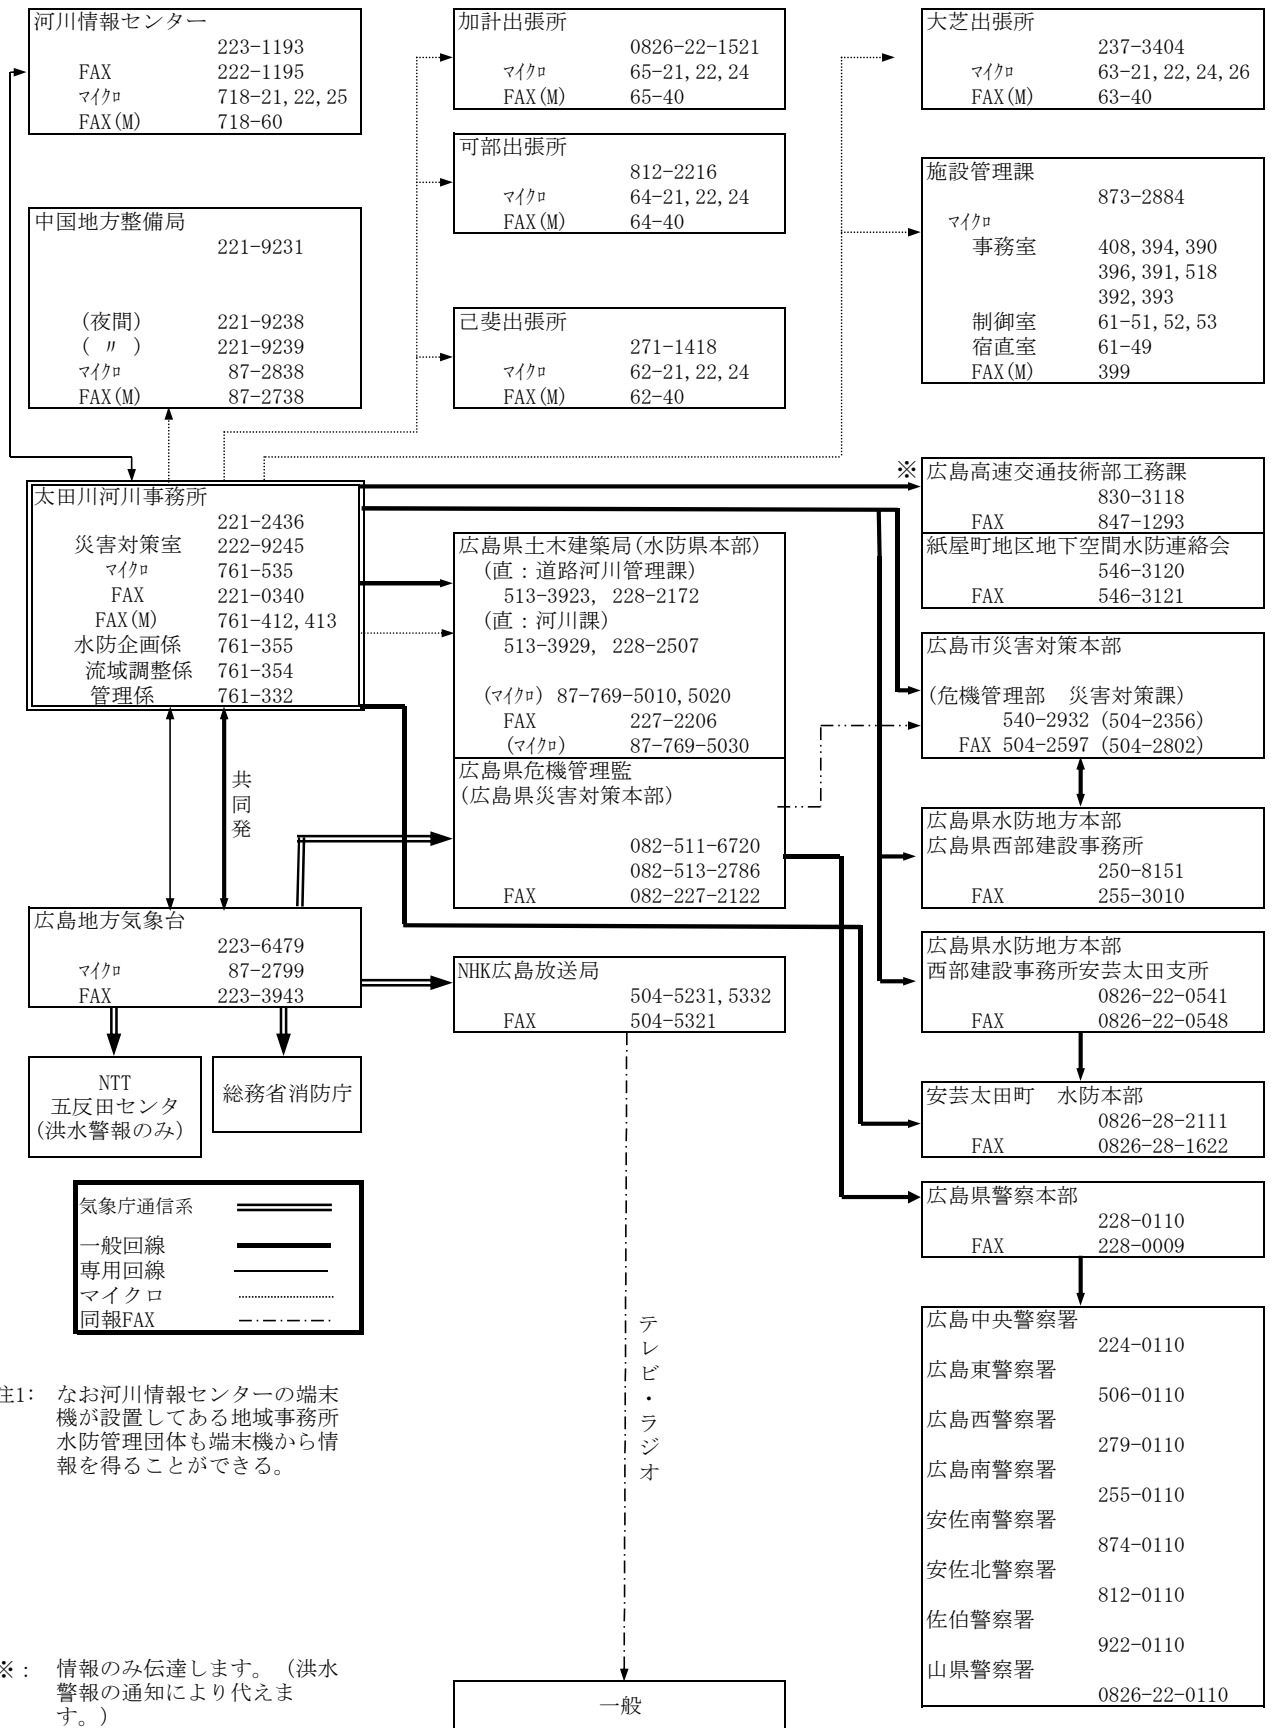 河川情報センター
223-1193
FAX 222-1195
ﾏｲｸﾛ 718-21,22,25
FAX(M) 718-60
中国地方整備局
221-9231
(夜間) 221-9238
( 〃 ) 221-9239
ﾏｲｸﾛ 87-2838
FAX(M) 87-2738
加計出張所
0826-22-1521
ﾏｲｸﾛ 65-21,22,24
FAX(M) 65-40
可部出張所
812-2216
ﾏｲｸﾛ 64-21,22,24
FAX(M) 64-40
己斐出張所
271-1418
ﾏｲｸﾛ 62-21,22,24
FAX(M) 62-40
大芝出張所
237-3404
ﾏｲｸﾛ 63-21,22,24,26
FAX(M) 63-40
施設管理課
873-2884
ﾏｲｸﾛ
事務室 408,394,390
396,391,518
392,393
制御室 61-51,52,53
宿直室 61-49
FAX(M) 399
太田川河川事務所
221-2436
災害対策室 222-9245
ﾏｲｸﾛ 761-535
FAX 221-0340
FAX(M) 761-412,413
水防企画係 761-355
流域調整係 761-354
管理係 761-332
共同発
広島地方気象台
223-6479
ﾏｲｸﾛ 87-2799
FAX 223-3943
NTT
五反田センタ
(洪水警報のみ)
総務省消防庁
広島県土木建築局(水防県本部)
(直：道路河川管理課)
513-3923, 228-2172
(直：河川課)
513-3929, 228-2507
(ﾏｲｸﾛ) 87-769-5010,5020
FAX 227-2206
(ﾏｲｸﾛ) 87-769-5030
広島県危機管理監
(広島県災害対策本部)
082-511-6720
082-513-2786
FAX 082-227-2122
NHK広島放送局
504-5231,5332
FAX 504-5321
テレビ・ラジオ
一般
※
広島高速交通技術部工務課
830-3118
FAX 847-1293
紙屋町地区地下空間水防連絡会
546-3120
FAX 546-3121
広島市災害対策本部
(危機管理部　災害対策課)
540-2932 (504-2356)
FAX 504-2597 (504-2802)
広島県水防地方本部
広島県西部建設事務所
250-8151
FAX 255-3010
広島県水防地方本部
西部建設事務所安芸太田支所
0826-22-0541
FAX 0826-22-0548
安芸太田町　水防本部
0826-28-2111
FAX 0826-28-1622
広島県警察本部
228-0110
FAX 228-0009
広島中央警察署
224-0110
広島東警察署
506-0110
広島西警察署
279-0110
広島南警察署
255-0110
安佐南警察署
874-0110
安佐北警察署
812-0110
佐伯警察署
922-0110
山県警察署
0826-22-0110
気象庁通信系
一般回線
専用回線
マイクロ
同報FAX
注1: なお河川情報センターの端末
機が設置してある地域事務所
水防管理団体も端末機から情
報を得ることができる。
※： 情報のみ伝達します。（洪水
警報の通知により代えま
す。）